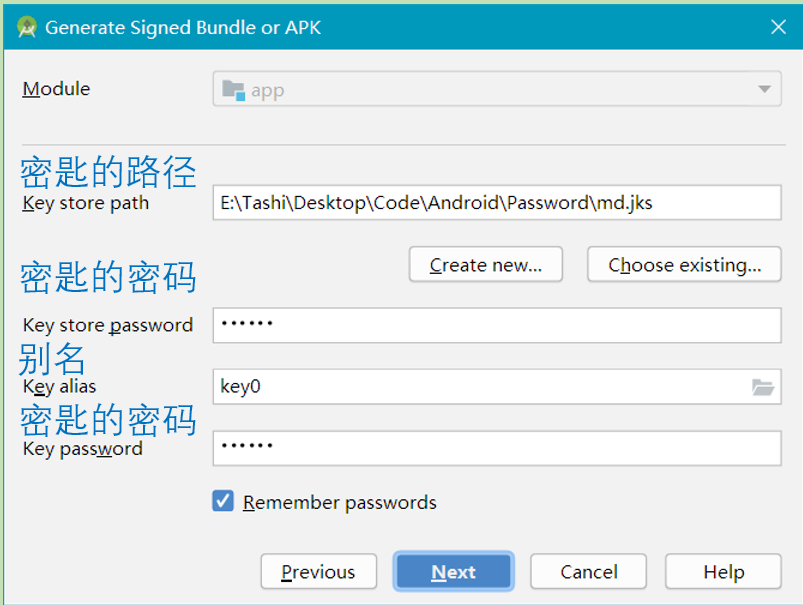 Generate Signed Bundle or APK
Module
app
密匙的路径
Key store path
E:\Tashi\Desktop\Code\Android\Password\md.jks
Create new...
Choose existing...
密匙的密码
Key store password
••••••
别名
Key alias
key0
密匙的密码
Key password
••••••
Remember passwords
Previous
Next
Cancel
Help